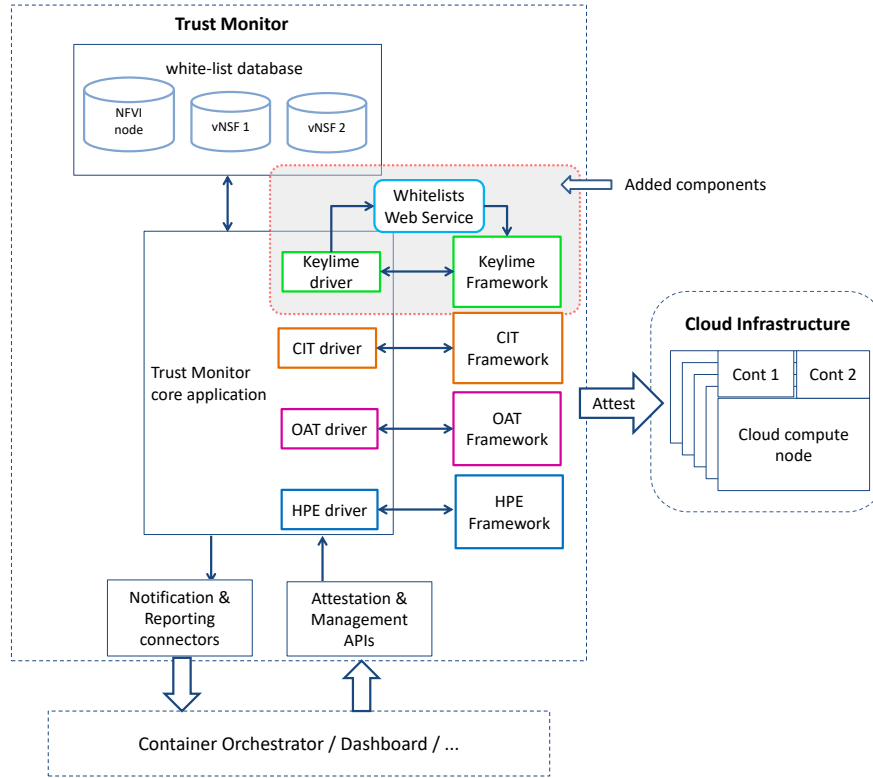 Trust Monitor
white-list database
NFVI
node
vNSF 1
vNSF 2
Added components
Whitelists
Web Service
Keylime
driver
Keylime
Framework
CIT driver
CIT
Framework
Trust Monitor
core application
OAT driver
OAT
Framework
HPE driver
HPE
Framework
Attest
Cloud Infrastructure
Cont 1
Cont 2
Cloud compute
node
Notification &
Reporting
connectors
Attestation &
Management
APIs
Container Orchestrator / Dashboard / ...